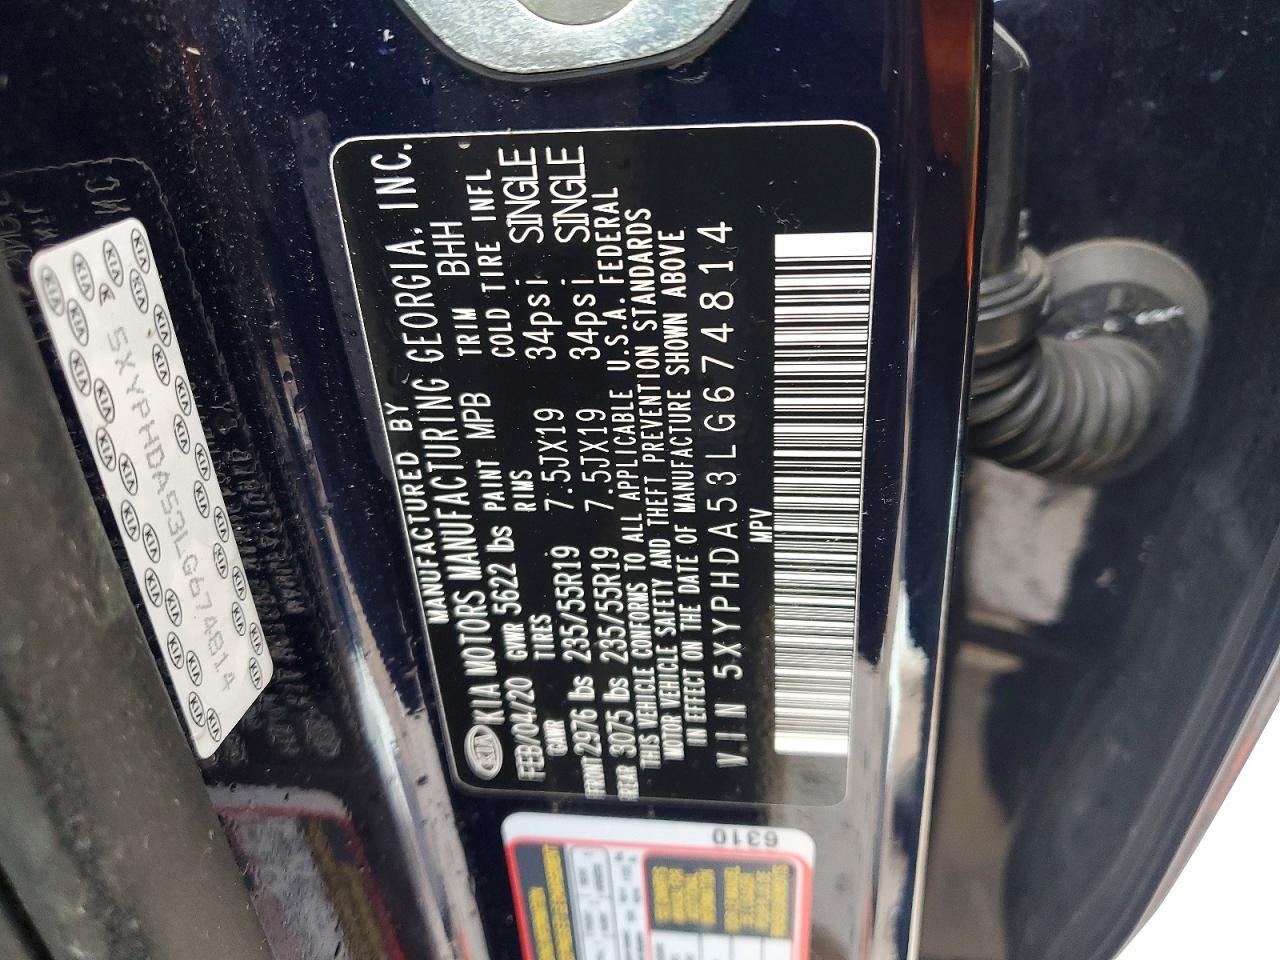 MANUFACTURED BY
KIA KIA MOTORS MANUFACTURING GEORGIA, INC.
FEB/04/20 GVWR 5622 lbs PAINT MPB TRIM BHH
GAWR TIRES RIMS COLD TIRE INFL
FRONT 2976 lbs 235/55R19 7.5JX19 34psi SINGLE
REAR 3075 lbs 235/55R19 7.5JX19 34psi SINGLE
THIS VEHICLE CONFORMS TO ALL APPLICABLE U.S.A. FEDERAL
MOTOR VEHICLE SAFETY AND THEFT PREVENTION STANDARDS
IN EFFECT ON THE DATE OF MANUFACTURE SHOWN ABOVE
VIN 5XYPHDA53LG674814
MPV
5XYPHDA53LG674814
6310